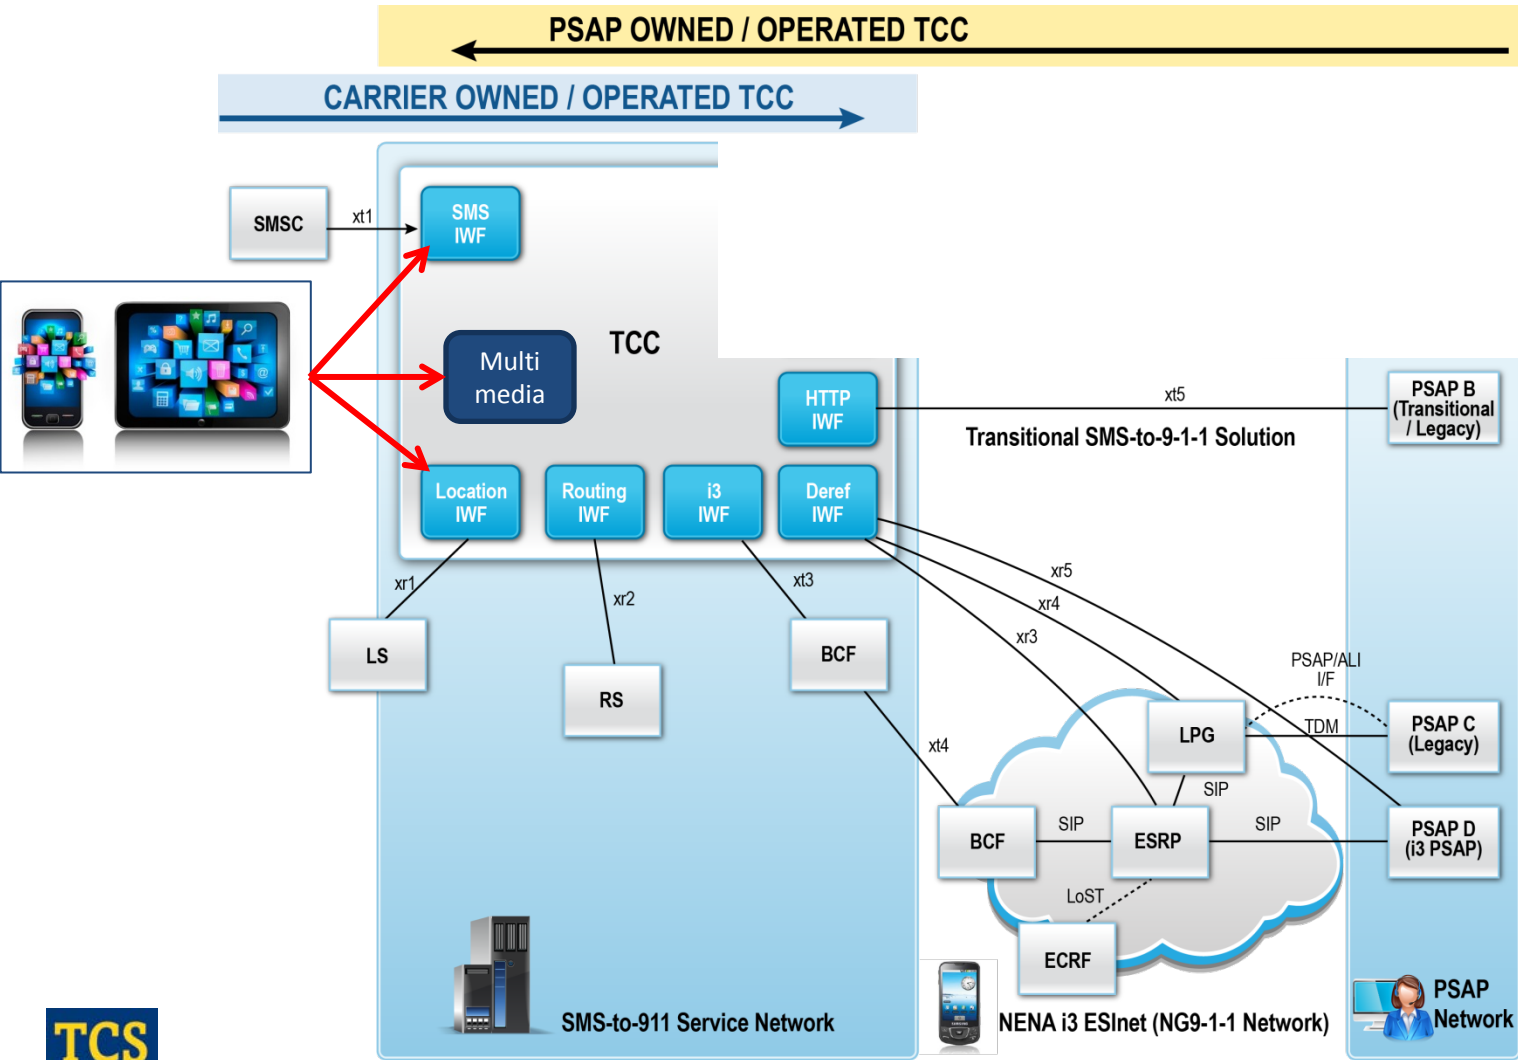 PSAP OWNED / OPERATED TCC
CARRIER OWNED / OPERATED TCC
SMSC
xt1
SMS
IWF
TCC
Multi
media
HTTP
IWF
xt5
PSAP B
(Transitional
/ Legacy)
Transitional SMS-to-9-1-1 Solution
Location
IWF
Routing
IWF
i3
IWF
Deref
IWF
xr1
xr2
xt3
xr5
xr4
xr3
LS
RS
BCF
PSAP/ALI
I/F
LPG
TDM
PSAP C
(Legacy)
xt4
SIP
BCF
SIP
ESRP
SIP
PSAP D
(i3 PSAP)
LoST
ECRF
SMS-to-911 Service Network
NENA i3 ESInet (NG9-1-1 Network)
PSAP
Network
TCS